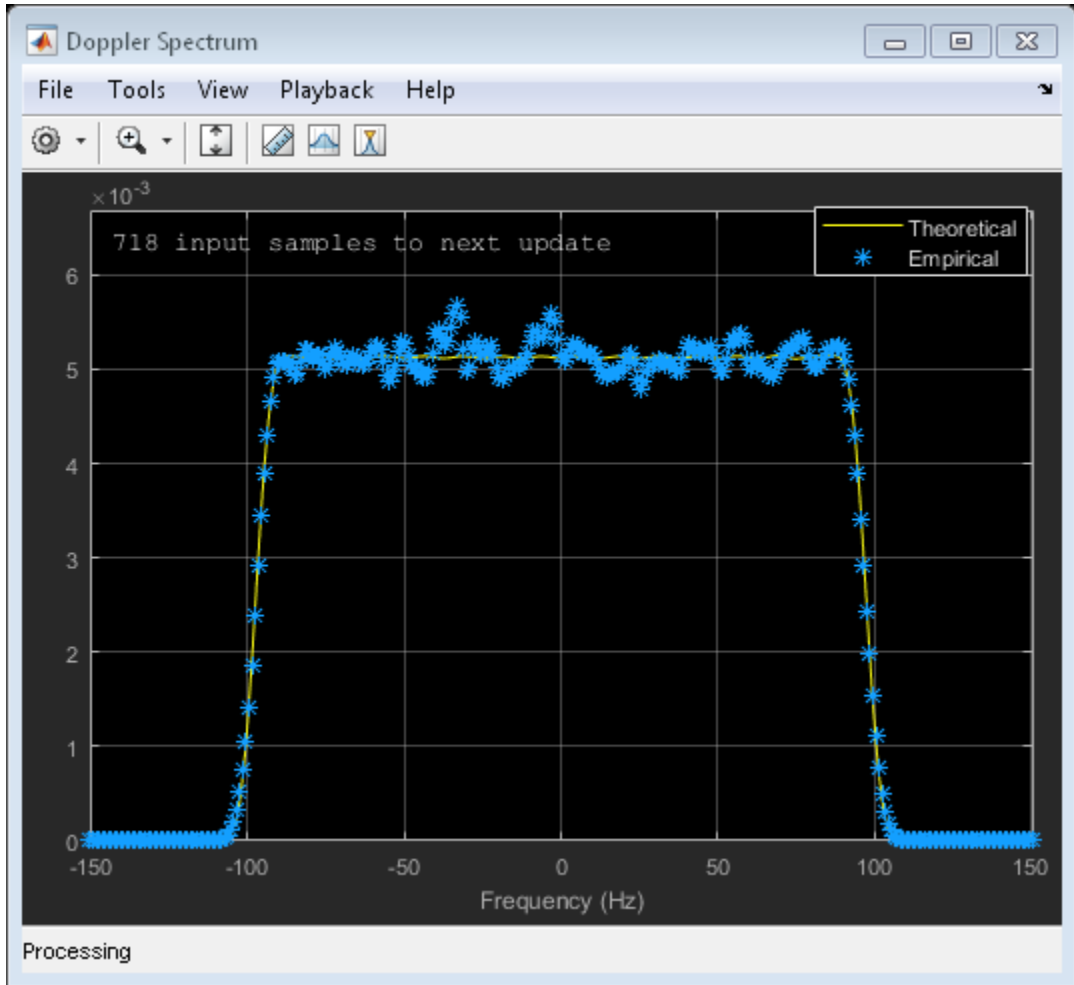 Doppler Spectrum
File Tools View Playback Help
×10-3
718 input samples to next update
Theoretical
Empirical
6
5
4
3
2
1
0
-150 -100 -50 0 50 100 150
Frequency (Hz)
Processing